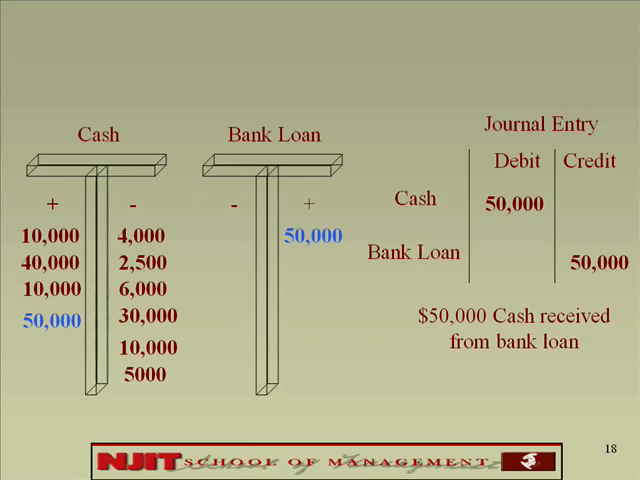 Cash
+ -
10,000 4,000
40,000 2,500
10,000 6,000
50,000 30,000
10,000
5000
Bank Loan
- +
50,000
Journal Entry
Debit Credit
Cash 50,000
Bank Loan 50,000
$50,000 Cash received
from bank loan
18
NJIT SCHOOL OF MANAGEMENT